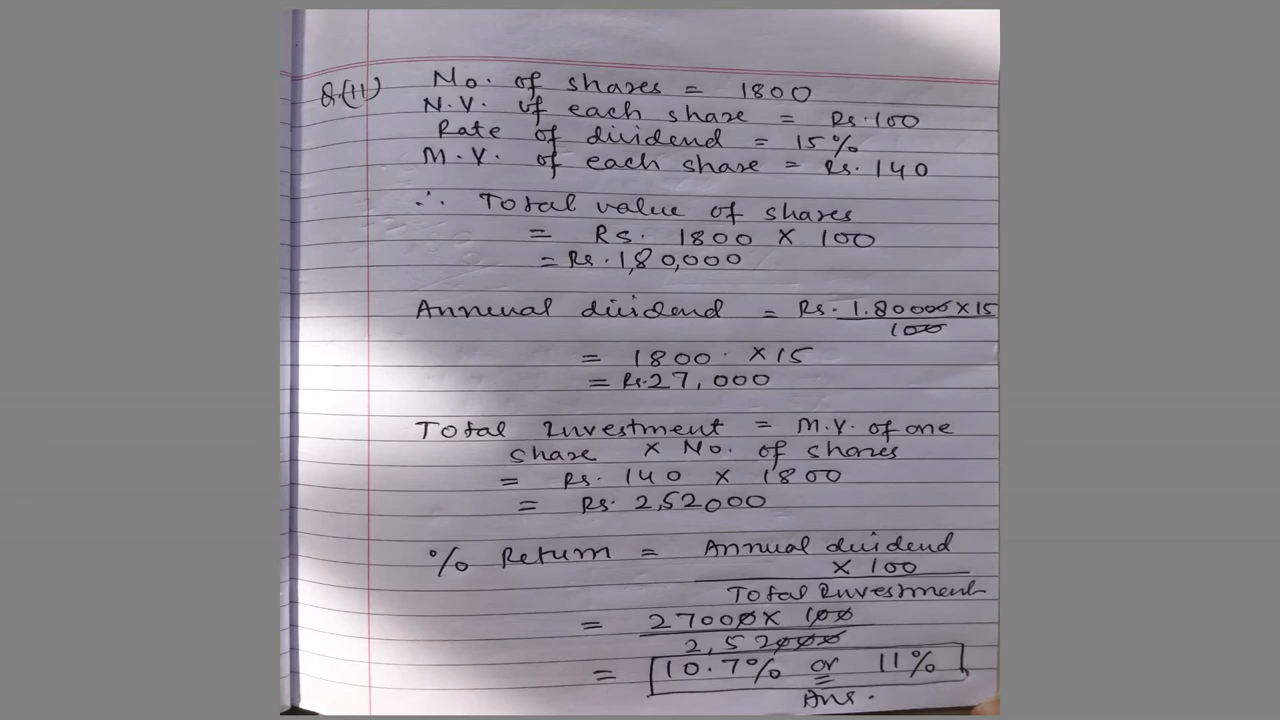 Q.(11) No. of shares = 1800
N.V. of each share = Rs.100
Rate of dividend = 15%
M.V. of each share = Rs. 140
∴ Total value of shares
= Rs. 1800 X 100
= Rs. 1,80,000
Annual dividend = Rs. 1.80000 X 15
100
= 1800. X 15
= Rs.27,000
Total Investment = M.V. of one
share X No. of shares
= Rs. 140 X 1800
= Rs. 2,52000
% Return = Annual dividend
X 100
Total Investment
= 27000 X 100
2,52000
= 10.7% or 11%
Ans.